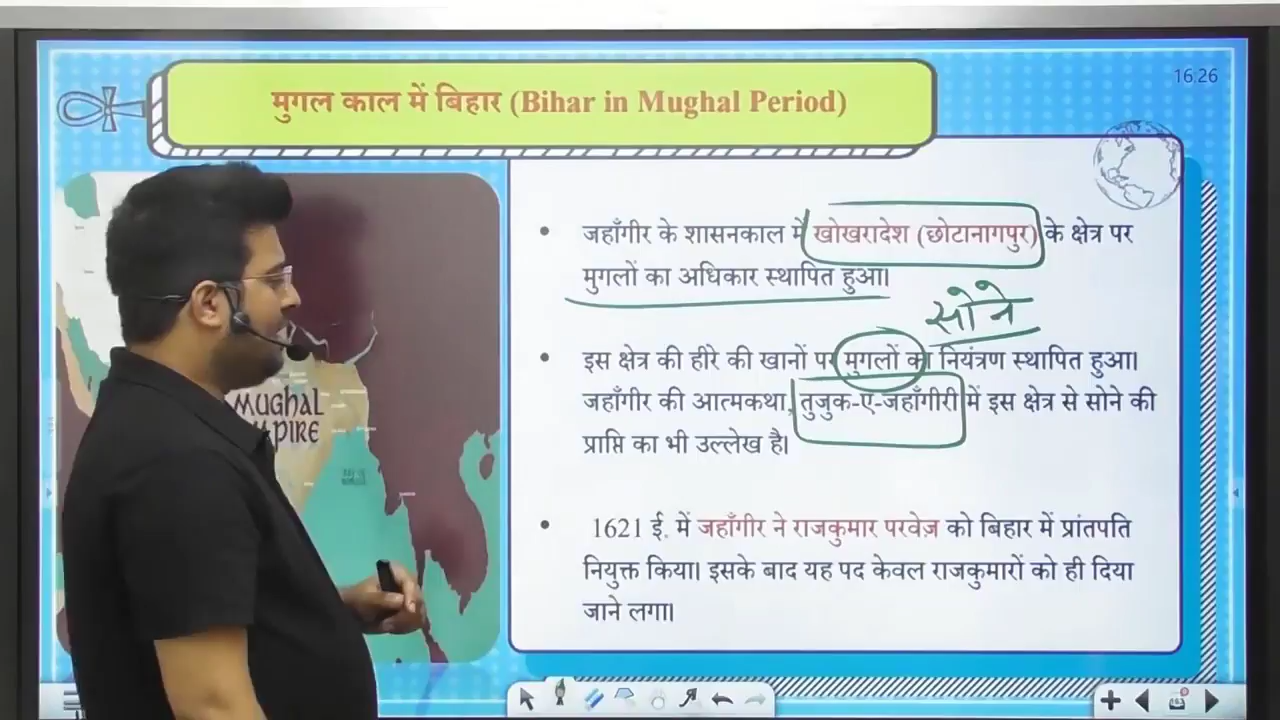 16:26
मुगल काल में बिहार (Bihar in Mughal Period)
जहाँगीर के शासनकाल में खोखरादेश (छोटानागपुर) के क्षेत्र पर
मुगलों का अधिकार स्थापित हुआ।
सोने
इस क्षेत्र की हीरे की खानों पर मुगलों का नियंत्रण स्थापित हुआ।
जहाँगीर की आत्मकथा, तुजुक-ए-जहाँगीरी में इस क्षेत्र से सोने की
प्राप्ति का भी उल्लेख है।
1621 ई. में जहाँगीर ने राजकुमार परवेज़ को बिहार में प्रांतपति
नियुक्त किया। इसके बाद यह पद केवल राजकुमारों को ही दिया
जाने लगा।
MUGHAL